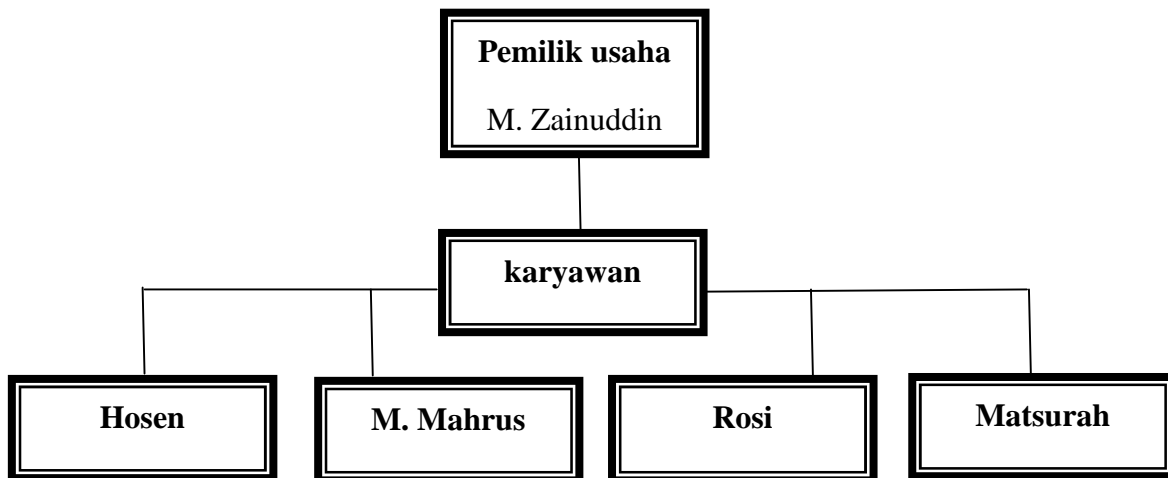 Pemilik usaha
M. Zainuddin
karyawan
Hosen
M. Mahrus
Rosi
Matsurah